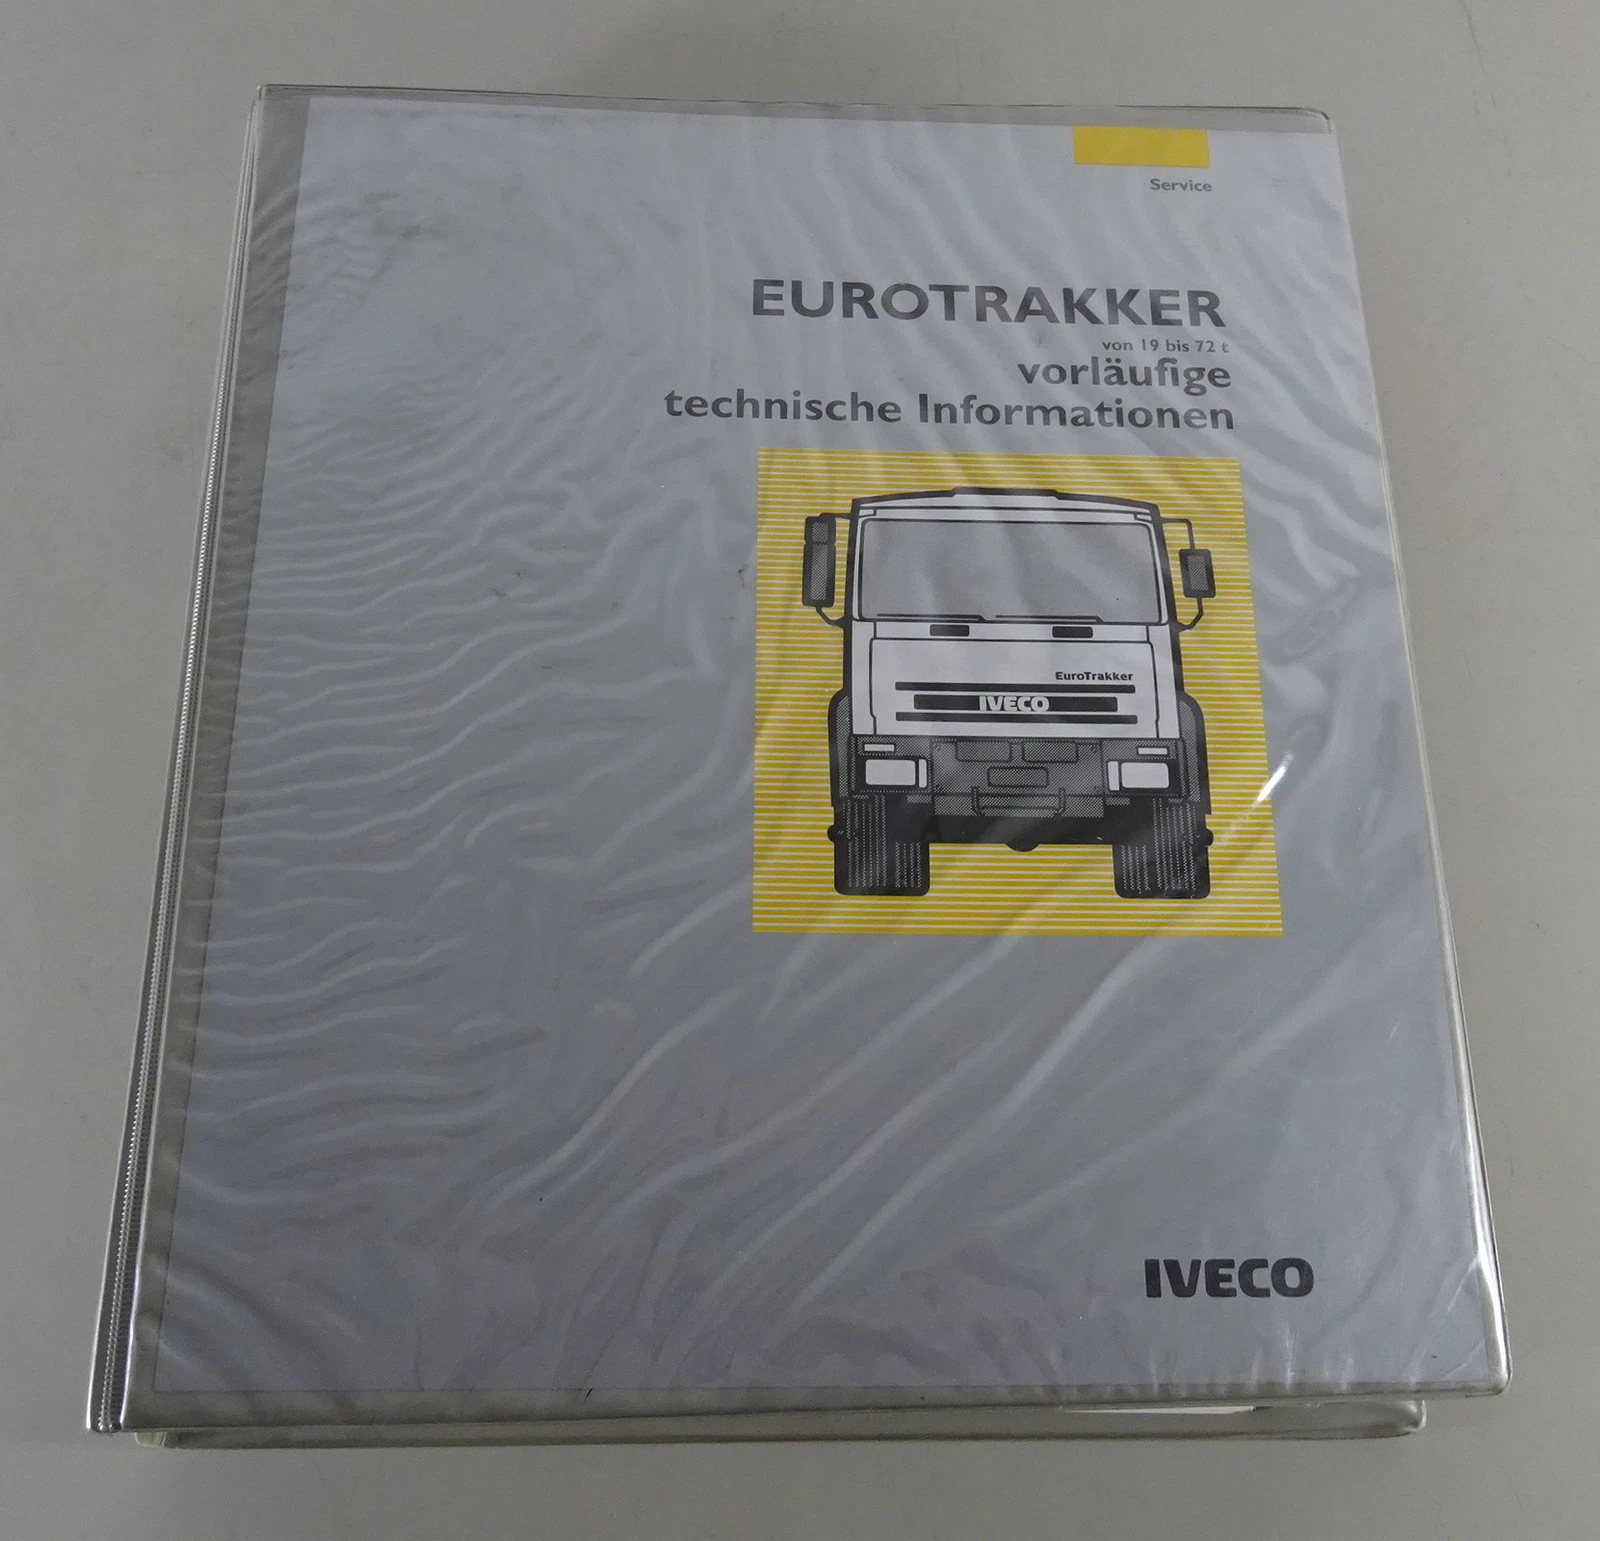 Service
EUROTRAKKER
von 19 bis 72 t
vorläufige
technische Informationen
EuroTrakker
IVECO
IVECO